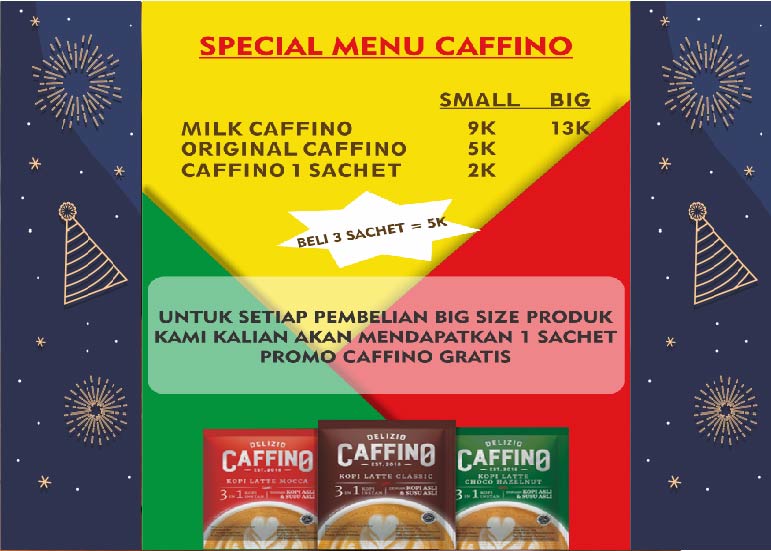 SPECIAL MENU CAFFINO
SMALL BIG
MILK CAFFINO 9K 13K
ORIGINAL CAFFINO 5K
CAFFINO 1 SACHET 2K
BELI 3 SACHET = 5K
UNTUK SETIAP PEMBELIAN BIG SIZE PRODUK
KAMI KALIAN AKAN MENDAPATKAN 1 SACHET
PROMO CAFFINO GRATIS
DELIZIO
CAFFINO
KOPI LATTE MOCCA
3 IN 1 KOPI INSTAN DENGAN KOPI ASLI & SUSU ASLI
DELIZIO
CAFFINO
EST. 2018
KOPI LATTE CLASSIC
3 IN 1 KOPI INSTAN DENGAN KOPI ASLI & SUSU ASLI
DELIZIO
CAFFINO
KOPI LATTE
CHOCO HAZELNUT
3 IN 1 KOPI INSTAN DENGAN KOPI ASLI & SUSU ASLI